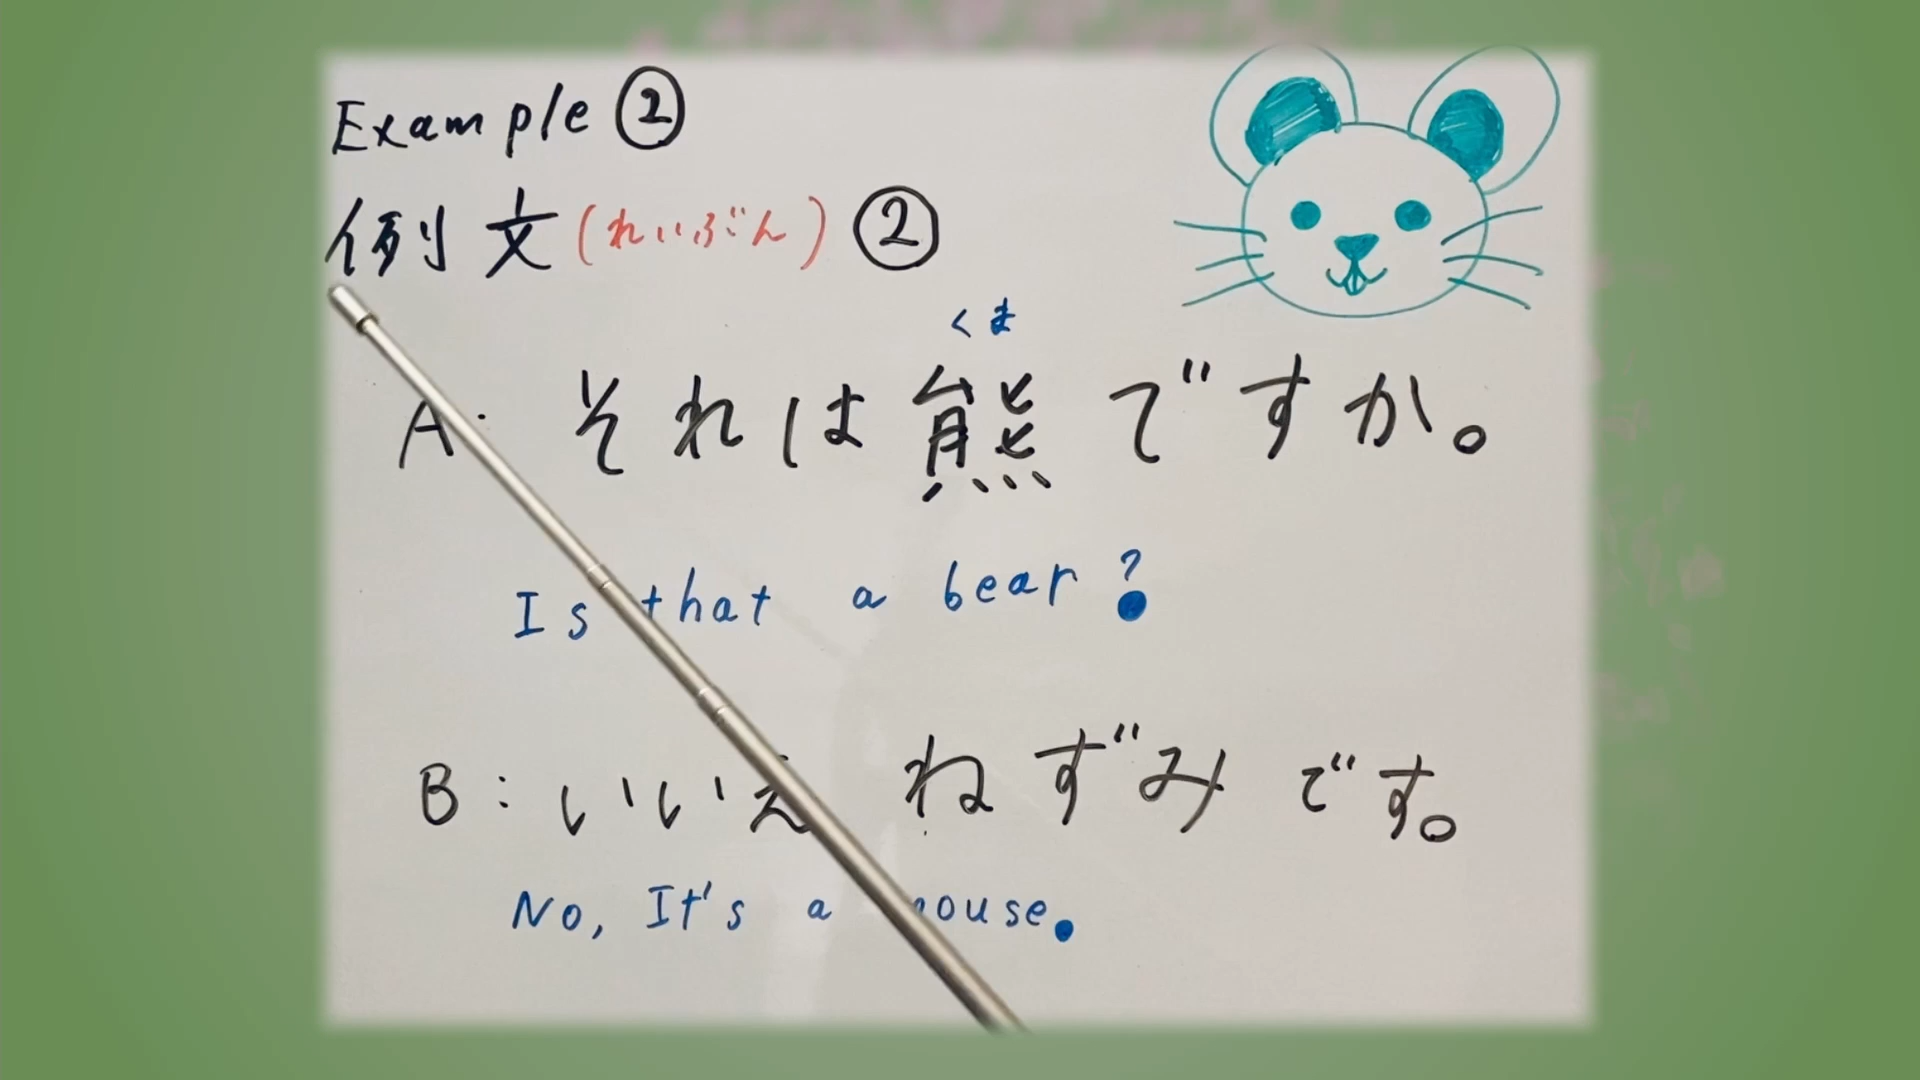 Example ②
例文(れいぶん) ②
くま
A: それは熊ですか。
Is that a bear?
B: いいえ ねずみです。
No, It's a mouse.